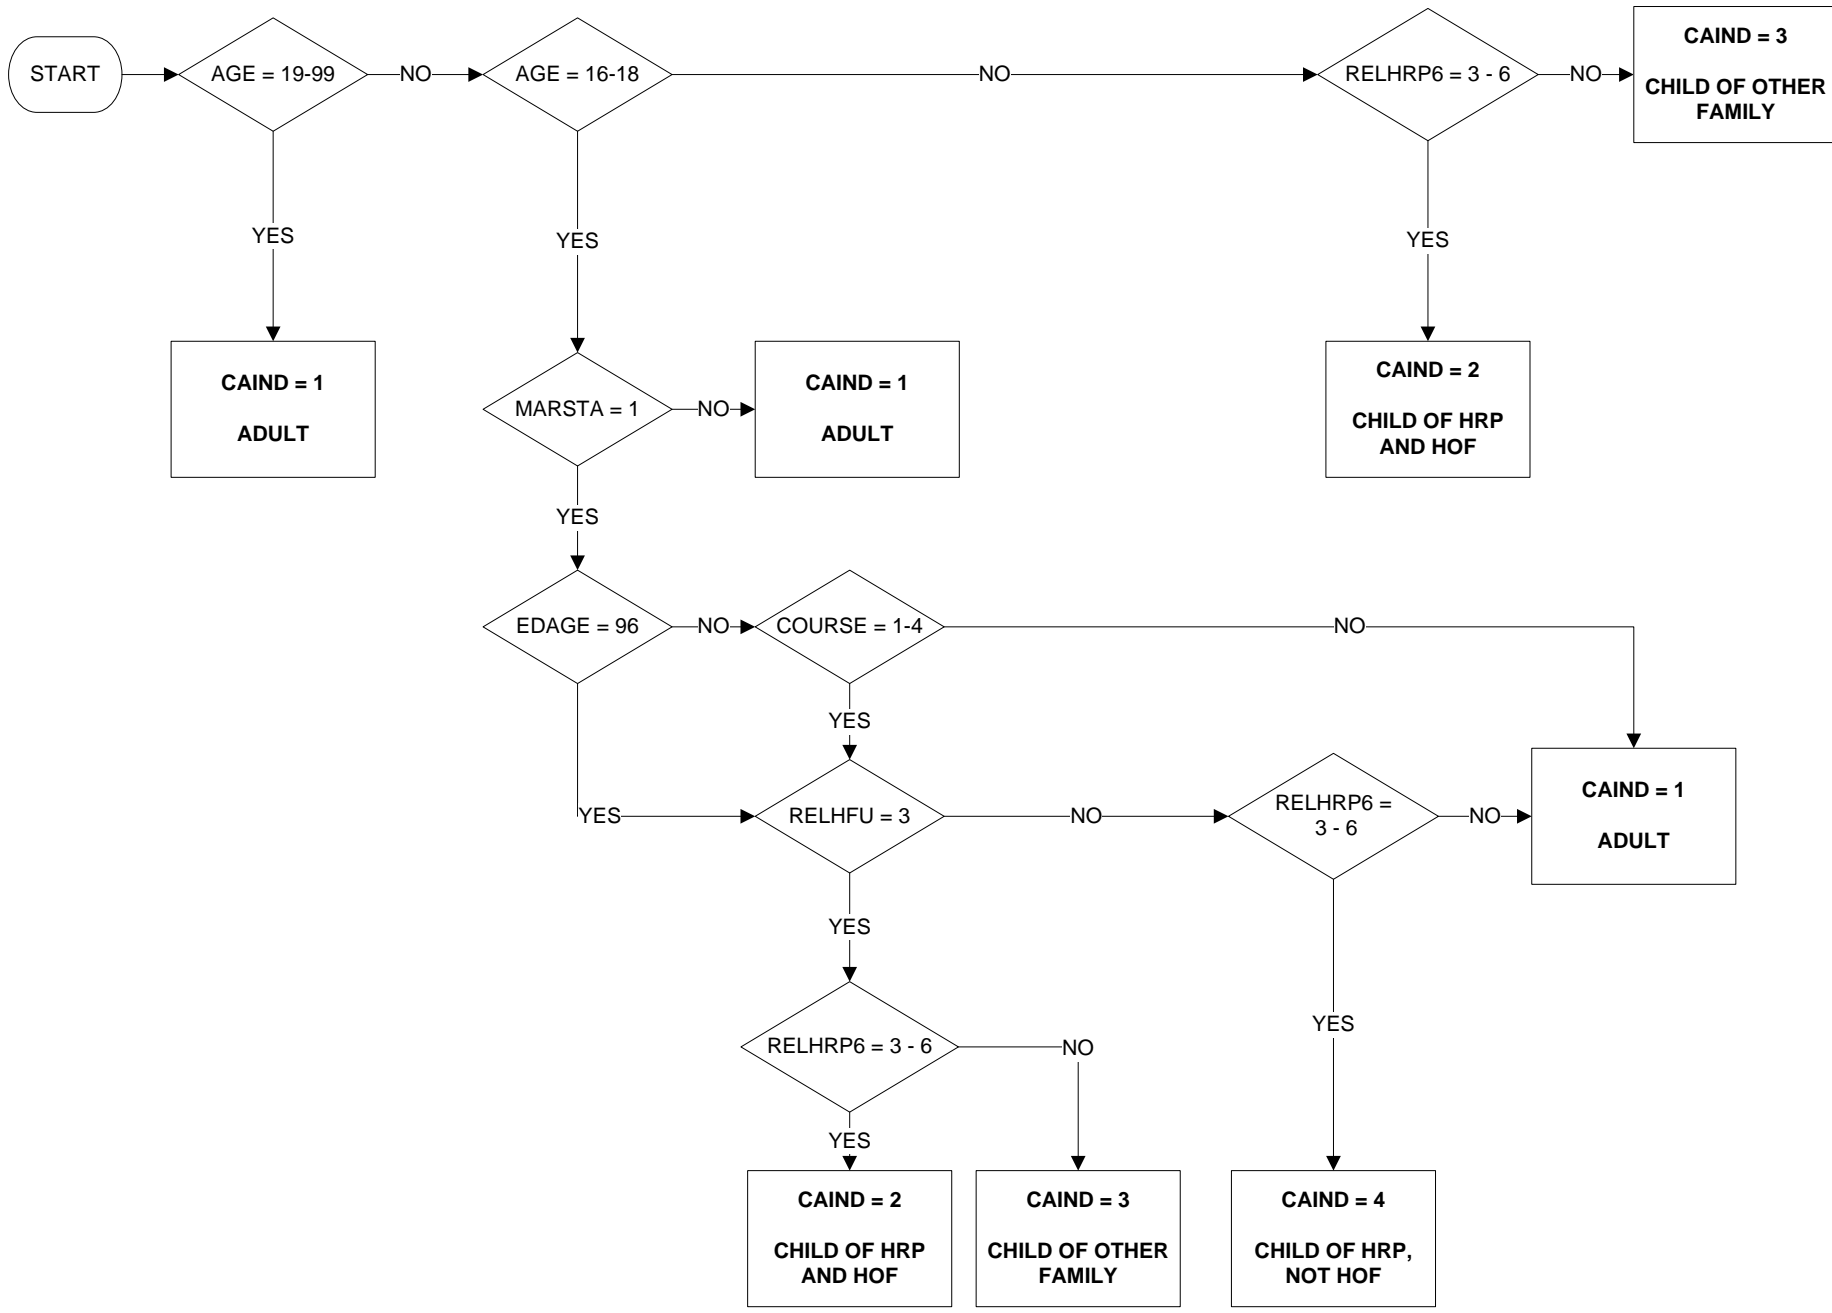 START
AGE = 19-99
NO
AGE = 16-18
NO
RELHRP6 = 3 - 6
NO
CAIND = 3
CHILD OF OTHER
FAMILY
YES
YES
YES
CAIND = 1
ADULT
MARSTA = 1
NO
CAIND = 1
ADULT
CAIND = 2
CHILD OF HRP
AND HOF
YES
EDAGE = 96
NO
COURSE = 1-4
NO
YES
YES
RELHFU = 3
NO
RELHRP6 =
3 - 6
NO
CAIND = 1
ADULT
YES
YES
RELHRP6 = 3 - 6
NO
YES
CAIND = 2
CHILD OF HRP
AND HOF
CAIND = 3
CHILD OF OTHER
FAMILY
CAIND = 4
CHILD OF HRP,
NOT HOF